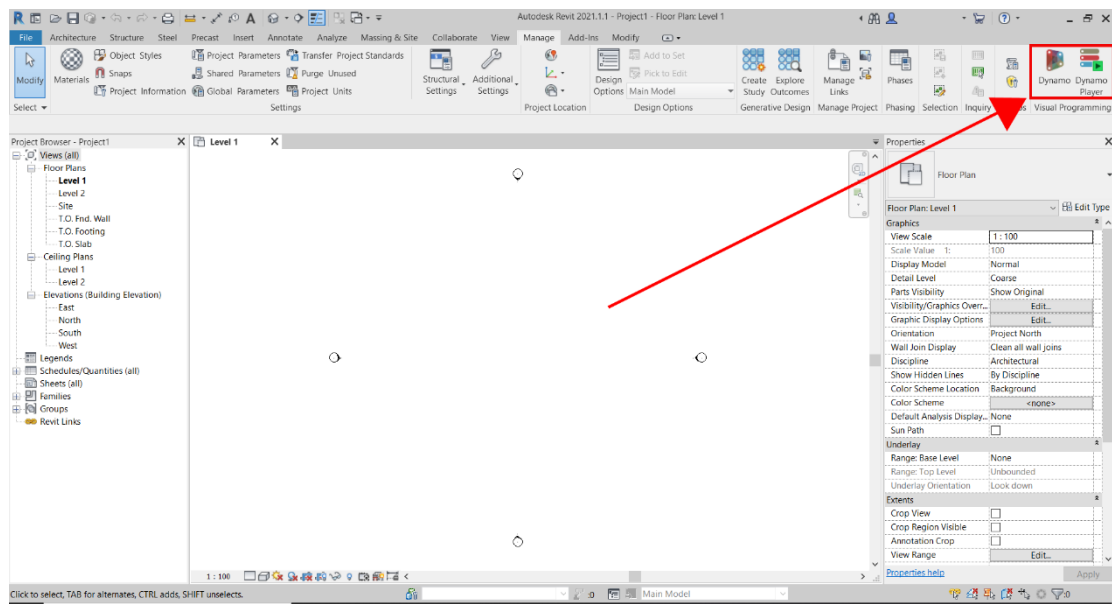 Autodesk Revit 2021.1.1 - Project1 - Floor Plan: Level 1
File Architecture Structure Steel Precast Insert Annotate Analyze Massing & Site Collaborate View Manage Add-Ins Modify
Modify
Materials
Object Styles
Snaps
Project Information
Project Parameters
Shared Parameters
Global Parameters
Transfer Project Standards
Purge Unused
Project Units
Structural Settings
Additional Settings
Design Options
Add to Set
Pick to Edit
Main Model
Create Study
Explore Outcomes
Manage Links
Phases
Dynamo
Dynamo Player
Select Settings Project Location Design Options Generative Design Manage Project Phasing Selection Inquiry Visual Programming
Project Browser - Project1
Views (all)
Floor Plans
Level 1
Level 2
Site
T.O. Fnd. Wall
T.O. Footing
T.O. Slab
Ceiling Plans
Level 1
Level 2
Elevations (Building Elevation)
East
North
South
West
Legends
Schedules/Quantities (all)
Sheets (all)
Families
Groups
Revit Links
Level 1
1 : 100
Properties
Floor Plan
Floor Plan: Level 1 Edit Type
Graphics
View Scale 1 : 100
Scale Value 1: 100
Display Model Normal
Detail Level Coarse
Parts Visibility Show Original
Visibility/Graphics Overr... Edit...
Graphic Display Options Edit...
Orientation Project North
Wall Join Display Clean all wall joins
Discipline Architectural
Show Hidden Lines By Discipline
Color Scheme Location Background
Color Scheme <none>
Default Analysis Display... None
Sun Path
Underlay
Range: Base Level None
Range: Top Level Unbounded
Underlay Orientation Look down
Extents
Crop View
Crop Region Visible
Annotation Crop
View Range Edit...
Properties help Apply
Click to select, TAB for alternates, CTRL adds, SHIFT unselects. :0 Main Model :0